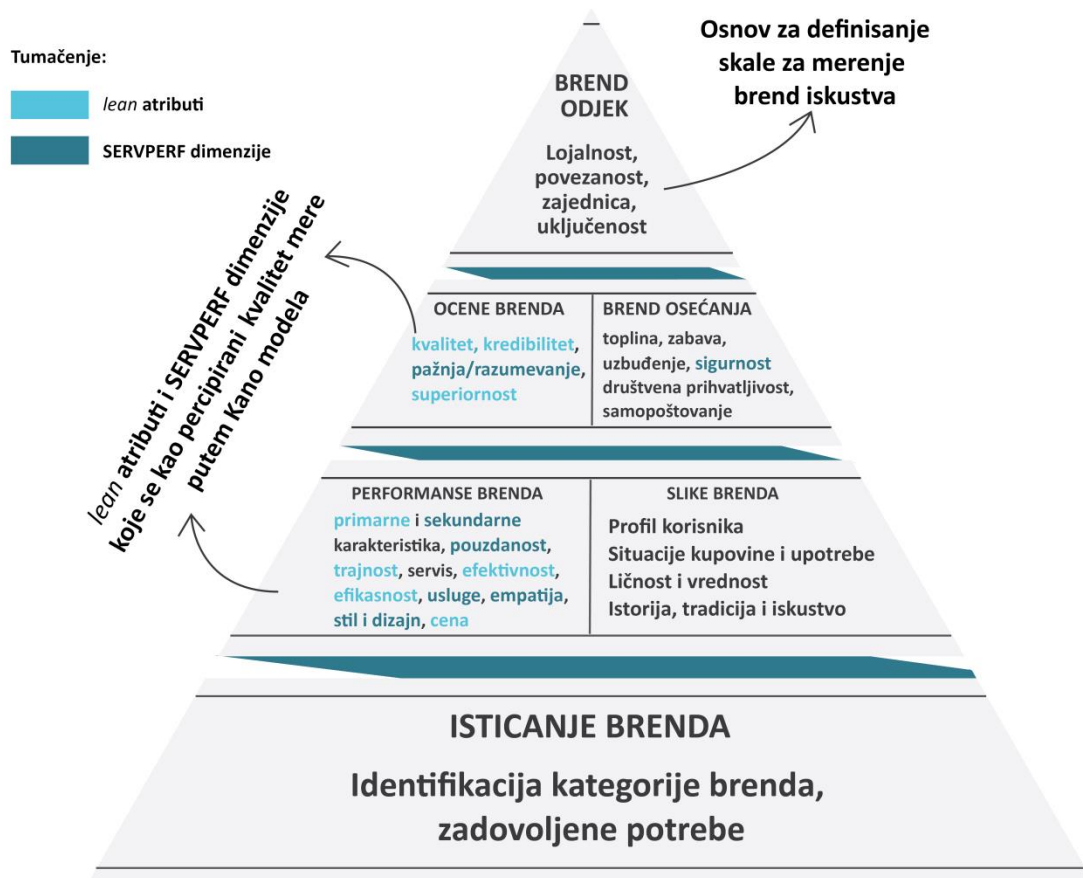 Tumačenje:
lean atributi
SERVPERF dimenzije
Osnov za definisanje
skale za merenje
brend iskustva
BREND
ODJEK
Lojalnost,
povezanost,
zajednica,
uključenost
lean atributi i SERVPERF dimenzije
koje se kao percipirani kvalitet mere
putem Kano modela
OCENE BRENDA
kvalitet, kredibilitet,
pažnja/razumevanje,
superiornost
BREND OSEĆANJA
toplina, zabava,
uzbuđenje, sigurnost
društvena prihvatljivost,
samopoštovanje
PERFORMANSE BRENDA
primarne i sekundarne
karakteristika, pouzdanost,
trajnost, servis, efektivnost,
efikasnost, usluge, empatija,
stil i dizajn, cena
SLIKE BRENDA
Profil korisnika
Situacije kupovine i upotrebe
Ličnost i vrednost
Istorija, tradicija i iskustvo
ISTICANJE BRENDA
Identifikacija kategorije brenda,
zadovoljene potrebe